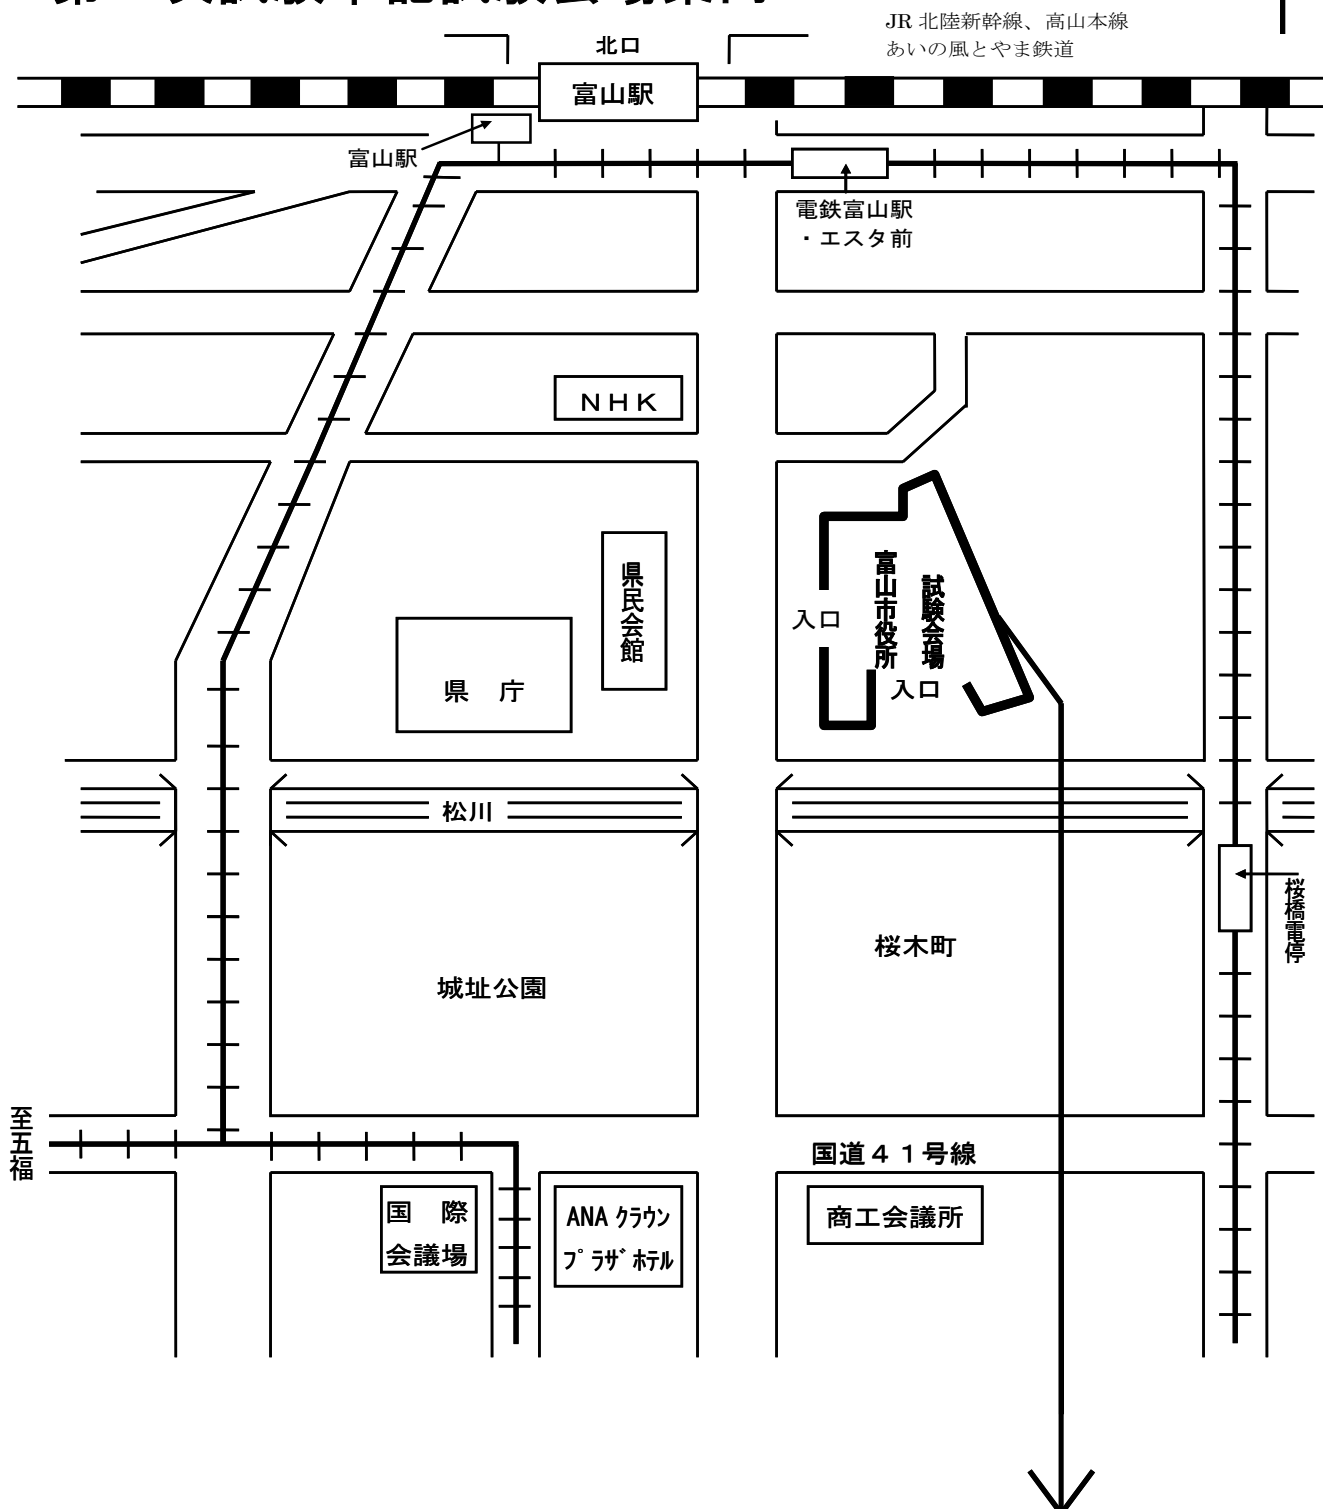 JR 北陸新幹線、高山本線
あいの風とやま鉄道
北口
富山駅
富山駅
電鉄富山駅
・エスタ前
ＮＨＫ
県民会館
富山市役所
試験会場
入口
入口
県　庁
松川
桜橋電停
桜木町
城址公園
至五福
国道４１号線
国　際
会議場
ANA ｸﾗｳﾝ
ﾌﾟﾗｻﾞﾎﾃﾙ
商工会議所